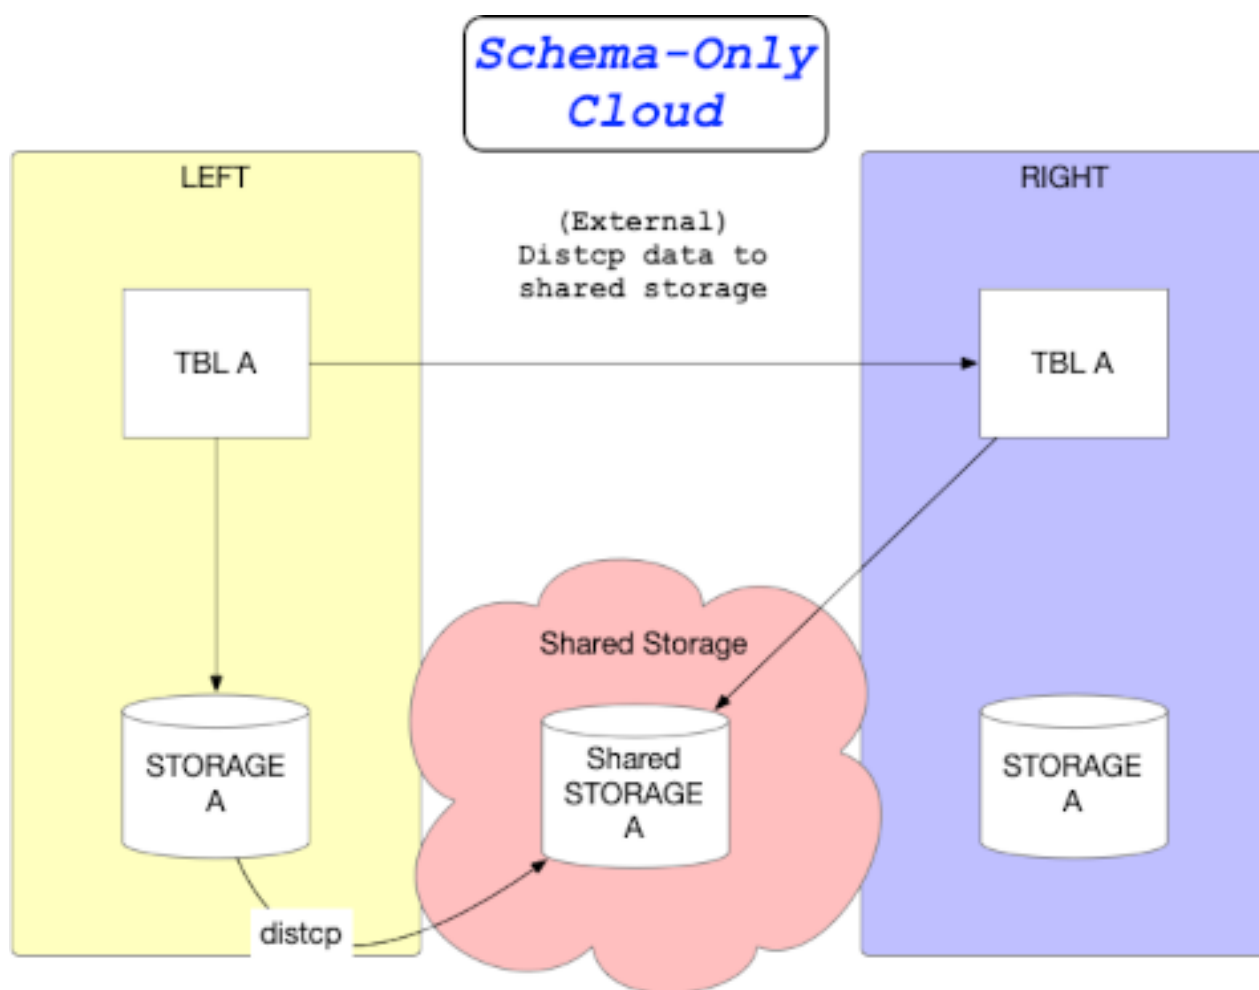 Schema-Only
Cloud
LEFT
RIGHT
(External)
Distcp data to
shared storage
TBL A
TBL A
Shared Storage
STORAGE
A
Shared
STORAGE
A
STORAGE
A
distcp